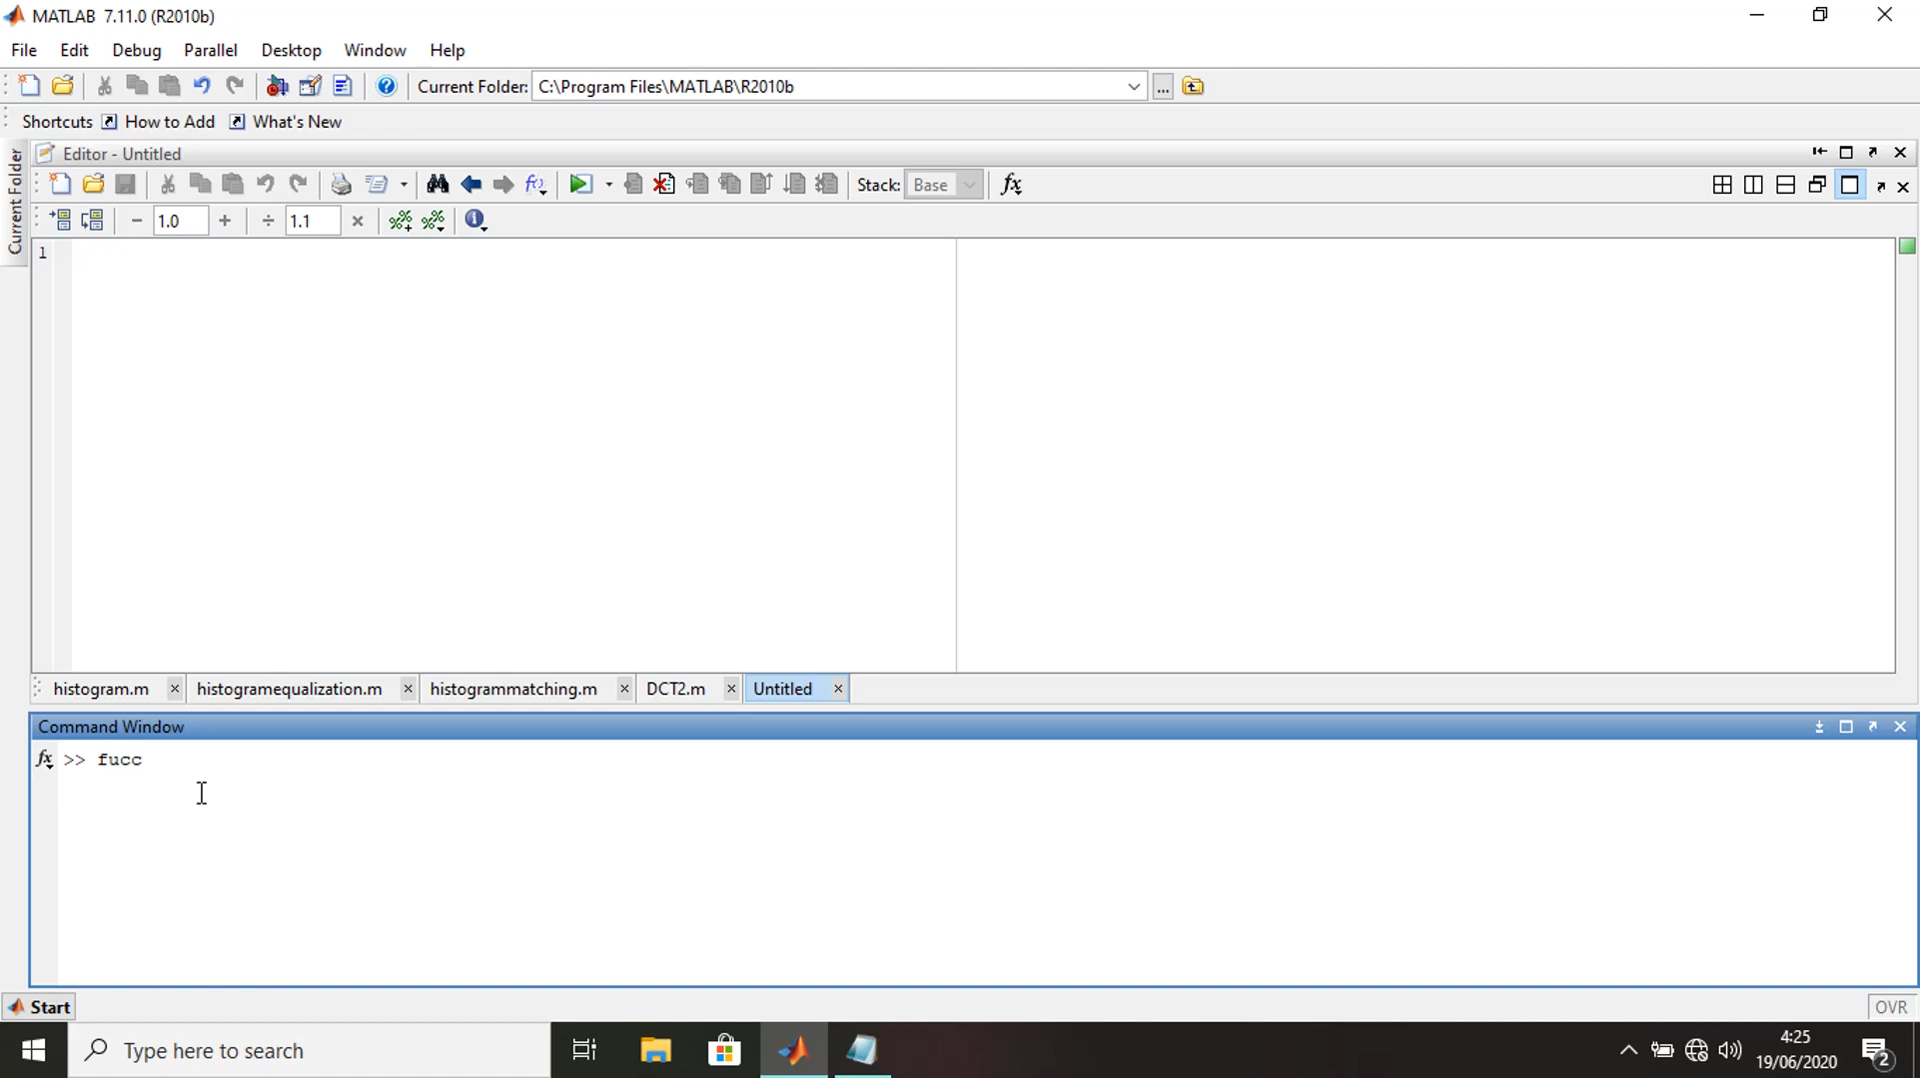 MATLAB 7.11.0 (R2010b)
File Edit Debug Parallel Desktop Window Help
Current Folder: C:\Program Files\MATLAB\R2010b
Shortcuts How to Add What's New
Current Folder
Editor - Untitled
Stack: Base fx
1.0 1.1
1
histogram.m histogramequalization.m histogrammatching.m DCT2.m Untitled
Command Window
fx >> fucc
Start OVR
Type here to search
4:25
19/06/2020
2